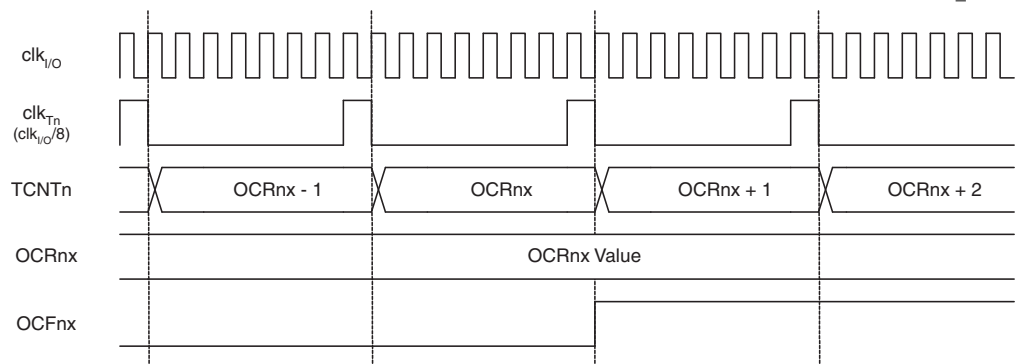 clkI/O
clkTn
(clkI/O/8)
TCNTn
OCRnx - 1
OCRnx
OCRnx + 1
OCRnx + 2
OCRnx
OCRnx Value
OCFnx